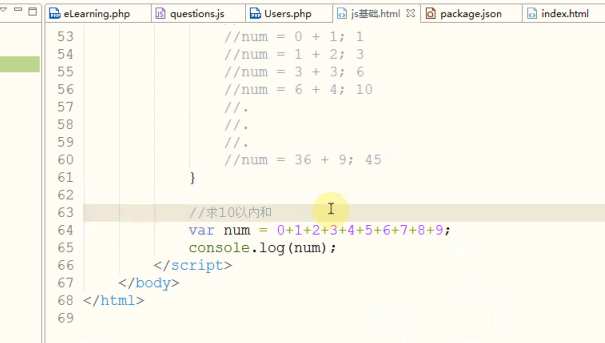 eLearning.php questions.js Users.php js基础.html package.json index.html
53 //num = 0 + 1; 1
54 //num = 1 + 2; 3
55 //num = 3 + 3; 6
56 //num = 6 + 4; 10
57 //.
58 //.
59 //.
60 //num = 36 + 9; 45
61 }
62
63 //求10以内和
64 var num = 0+1+2+3+4+5+6+7+8+9;
65 console.log(num);
66 </script>
67 </body>
68 </html>
69